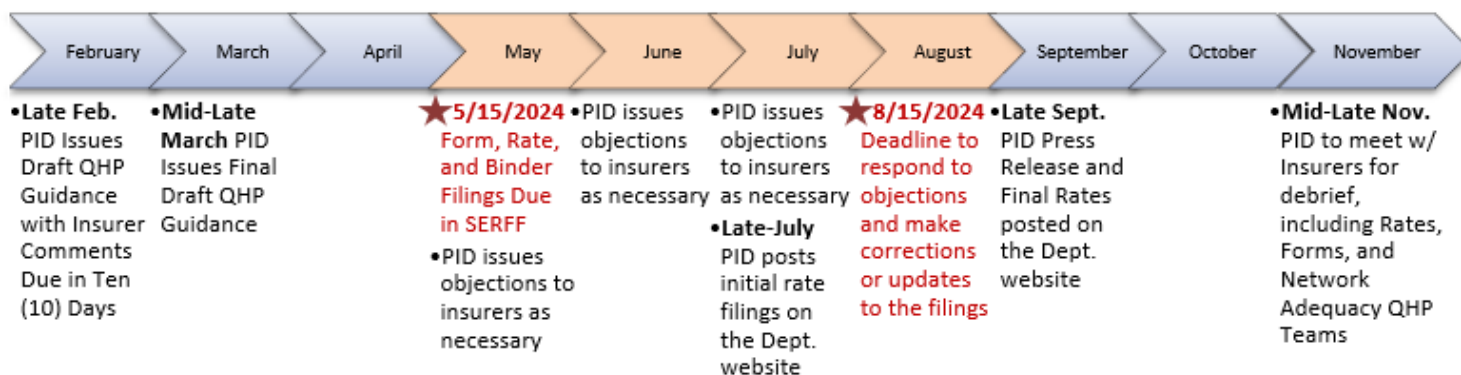 February
March
April
May
June
July
August
September
October
November
•Late Feb.
PID Issues
Draft QHP
Guidance
with Insurer
Comments
Due in Ten
(10) Days
•Mid-Late
March PID
Issues Final
Draft QHP
Guidance
5/15/2024
Form, Rate,
and Binder
Filings Due
in SERFF
•PID issues
objections to
insurers as
necessary
•PID issues
objections
to insurers
as necessary
•PID issues
objections
to insurers
as necessary
•Late-July
PID posts
initial rate
filings on
the Dept.
website
8/15/2024
Deadline to
respond to
objections
and make
corrections
or updates
to the filings
•Late Sept.
PID Press
Release and
Final Rates
posted on
the Dept.
website
•Mid-Late Nov.
PID to meet w/
Insurers for
debrief,
including Rates,
Forms, and
Network
Adequacy QHP
Teams